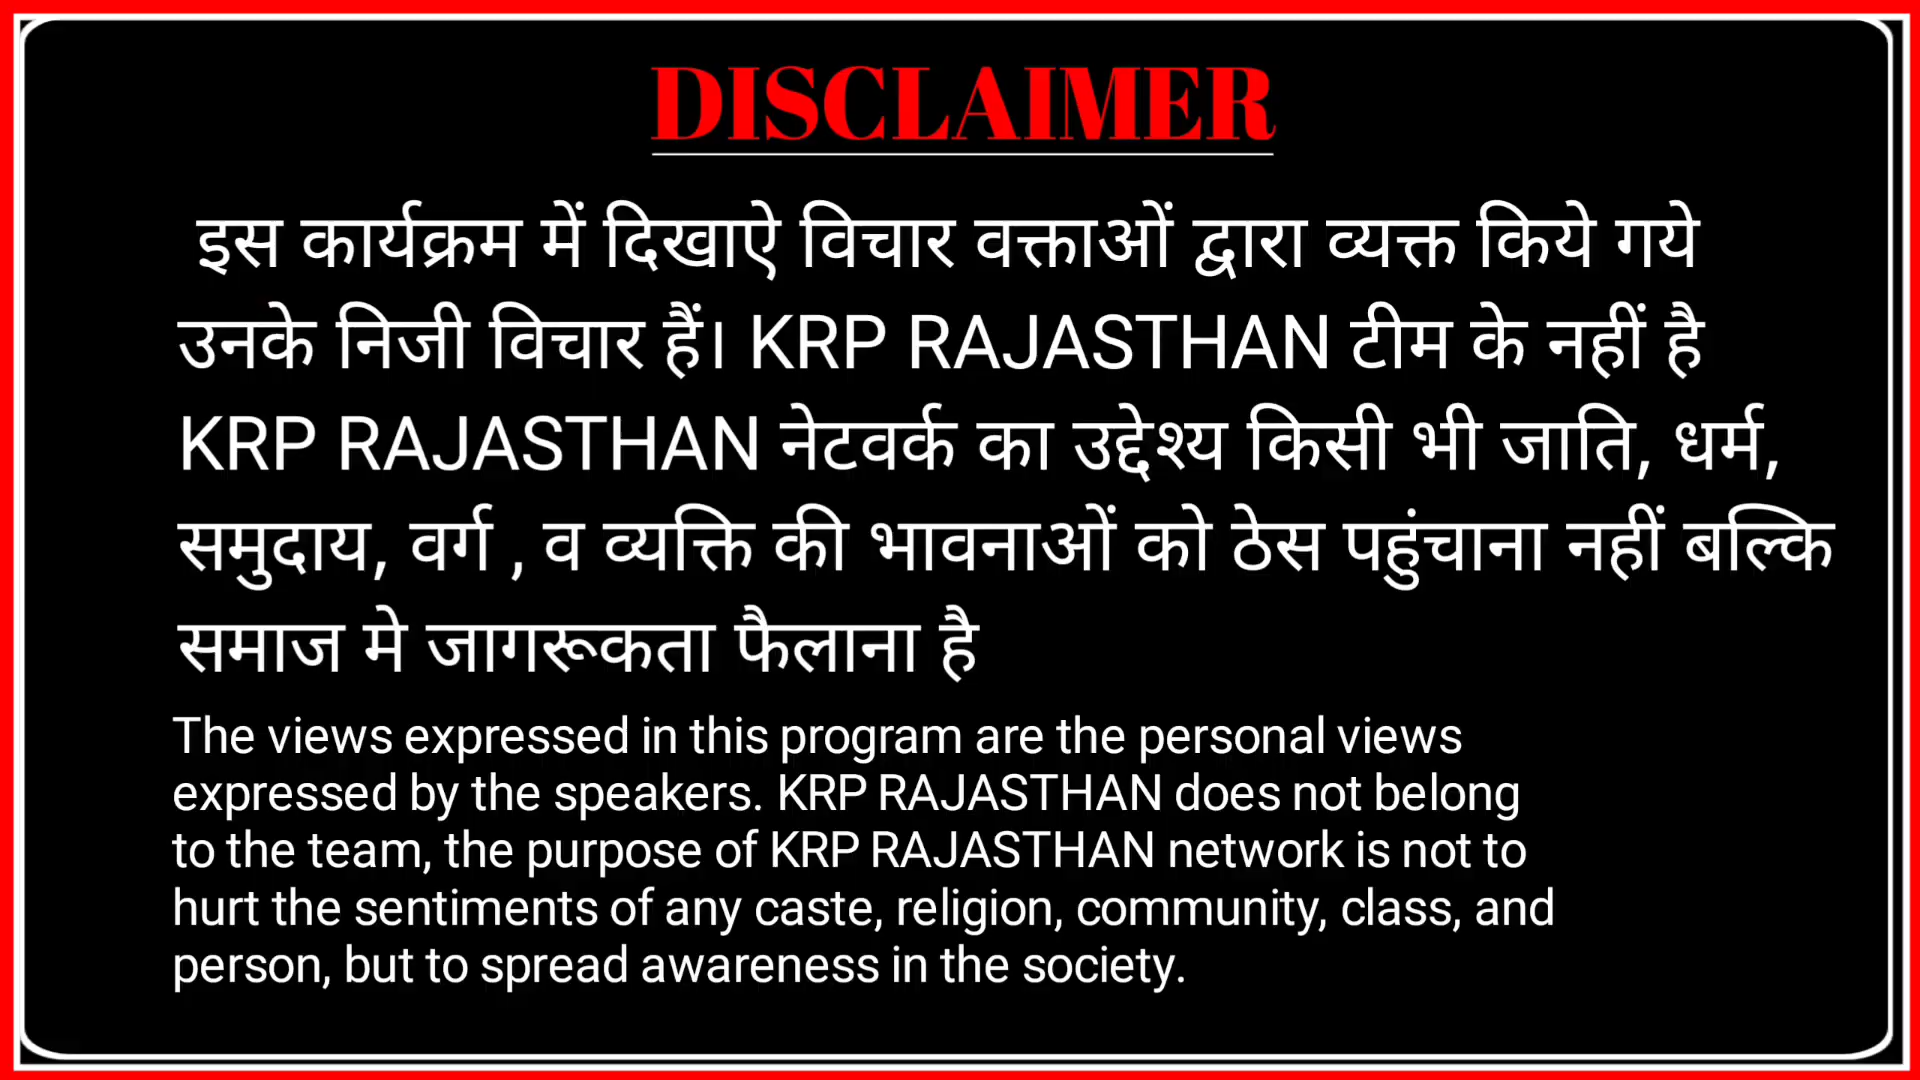 DISCLAIMER
इस कार्यक्रम में दिखाऐ विचार वक्ताओं द्वारा व्यक्त किये गये
उनके निजी विचार हैं। KRP RAJASTHAN टीम के नहीं है
KRP RAJASTHAN नेटवर्क का उद्देश्य किसी भी जाति, धर्म,
समुदाय, वर्ग , व व्यक्ति की भावनाओं को ठेस पहुंचाना नहीं बल्कि
समाज मे जागरूकता फैलाना है
The views expressed in this program are the personal views
expressed by the speakers. KRP RAJASTHAN does not belong
to the team, the purpose of KRP RAJASTHAN network is not to
hurt the sentiments of any caste, religion, community, class, and
person, but to spread awareness in the society.